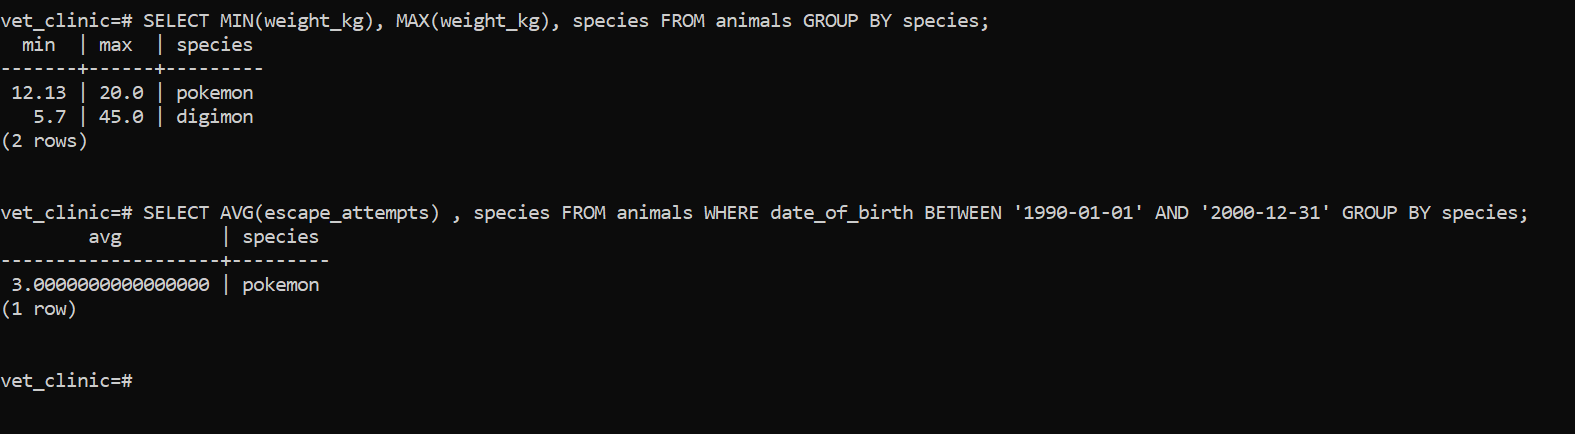 vet_clinic=# SELECT MIN(weight_kg), MAX(weight_kg), species FROM animals GROUP BY species;
  min  | max  | species
-------+------+---------
 12.13 | 20.0 | pokemon
   5.7 | 45.0 | digimon
(2 rows)
vet_clinic=# SELECT AVG(escape_attempts) , species FROM animals WHERE date_of_birth BETWEEN '1990-01-01' AND '2000-12-31' GROUP BY species;
        avg         | species
--------------------+---------
 3.0000000000000000 | pokemon
(1 row)
vet_clinic=#